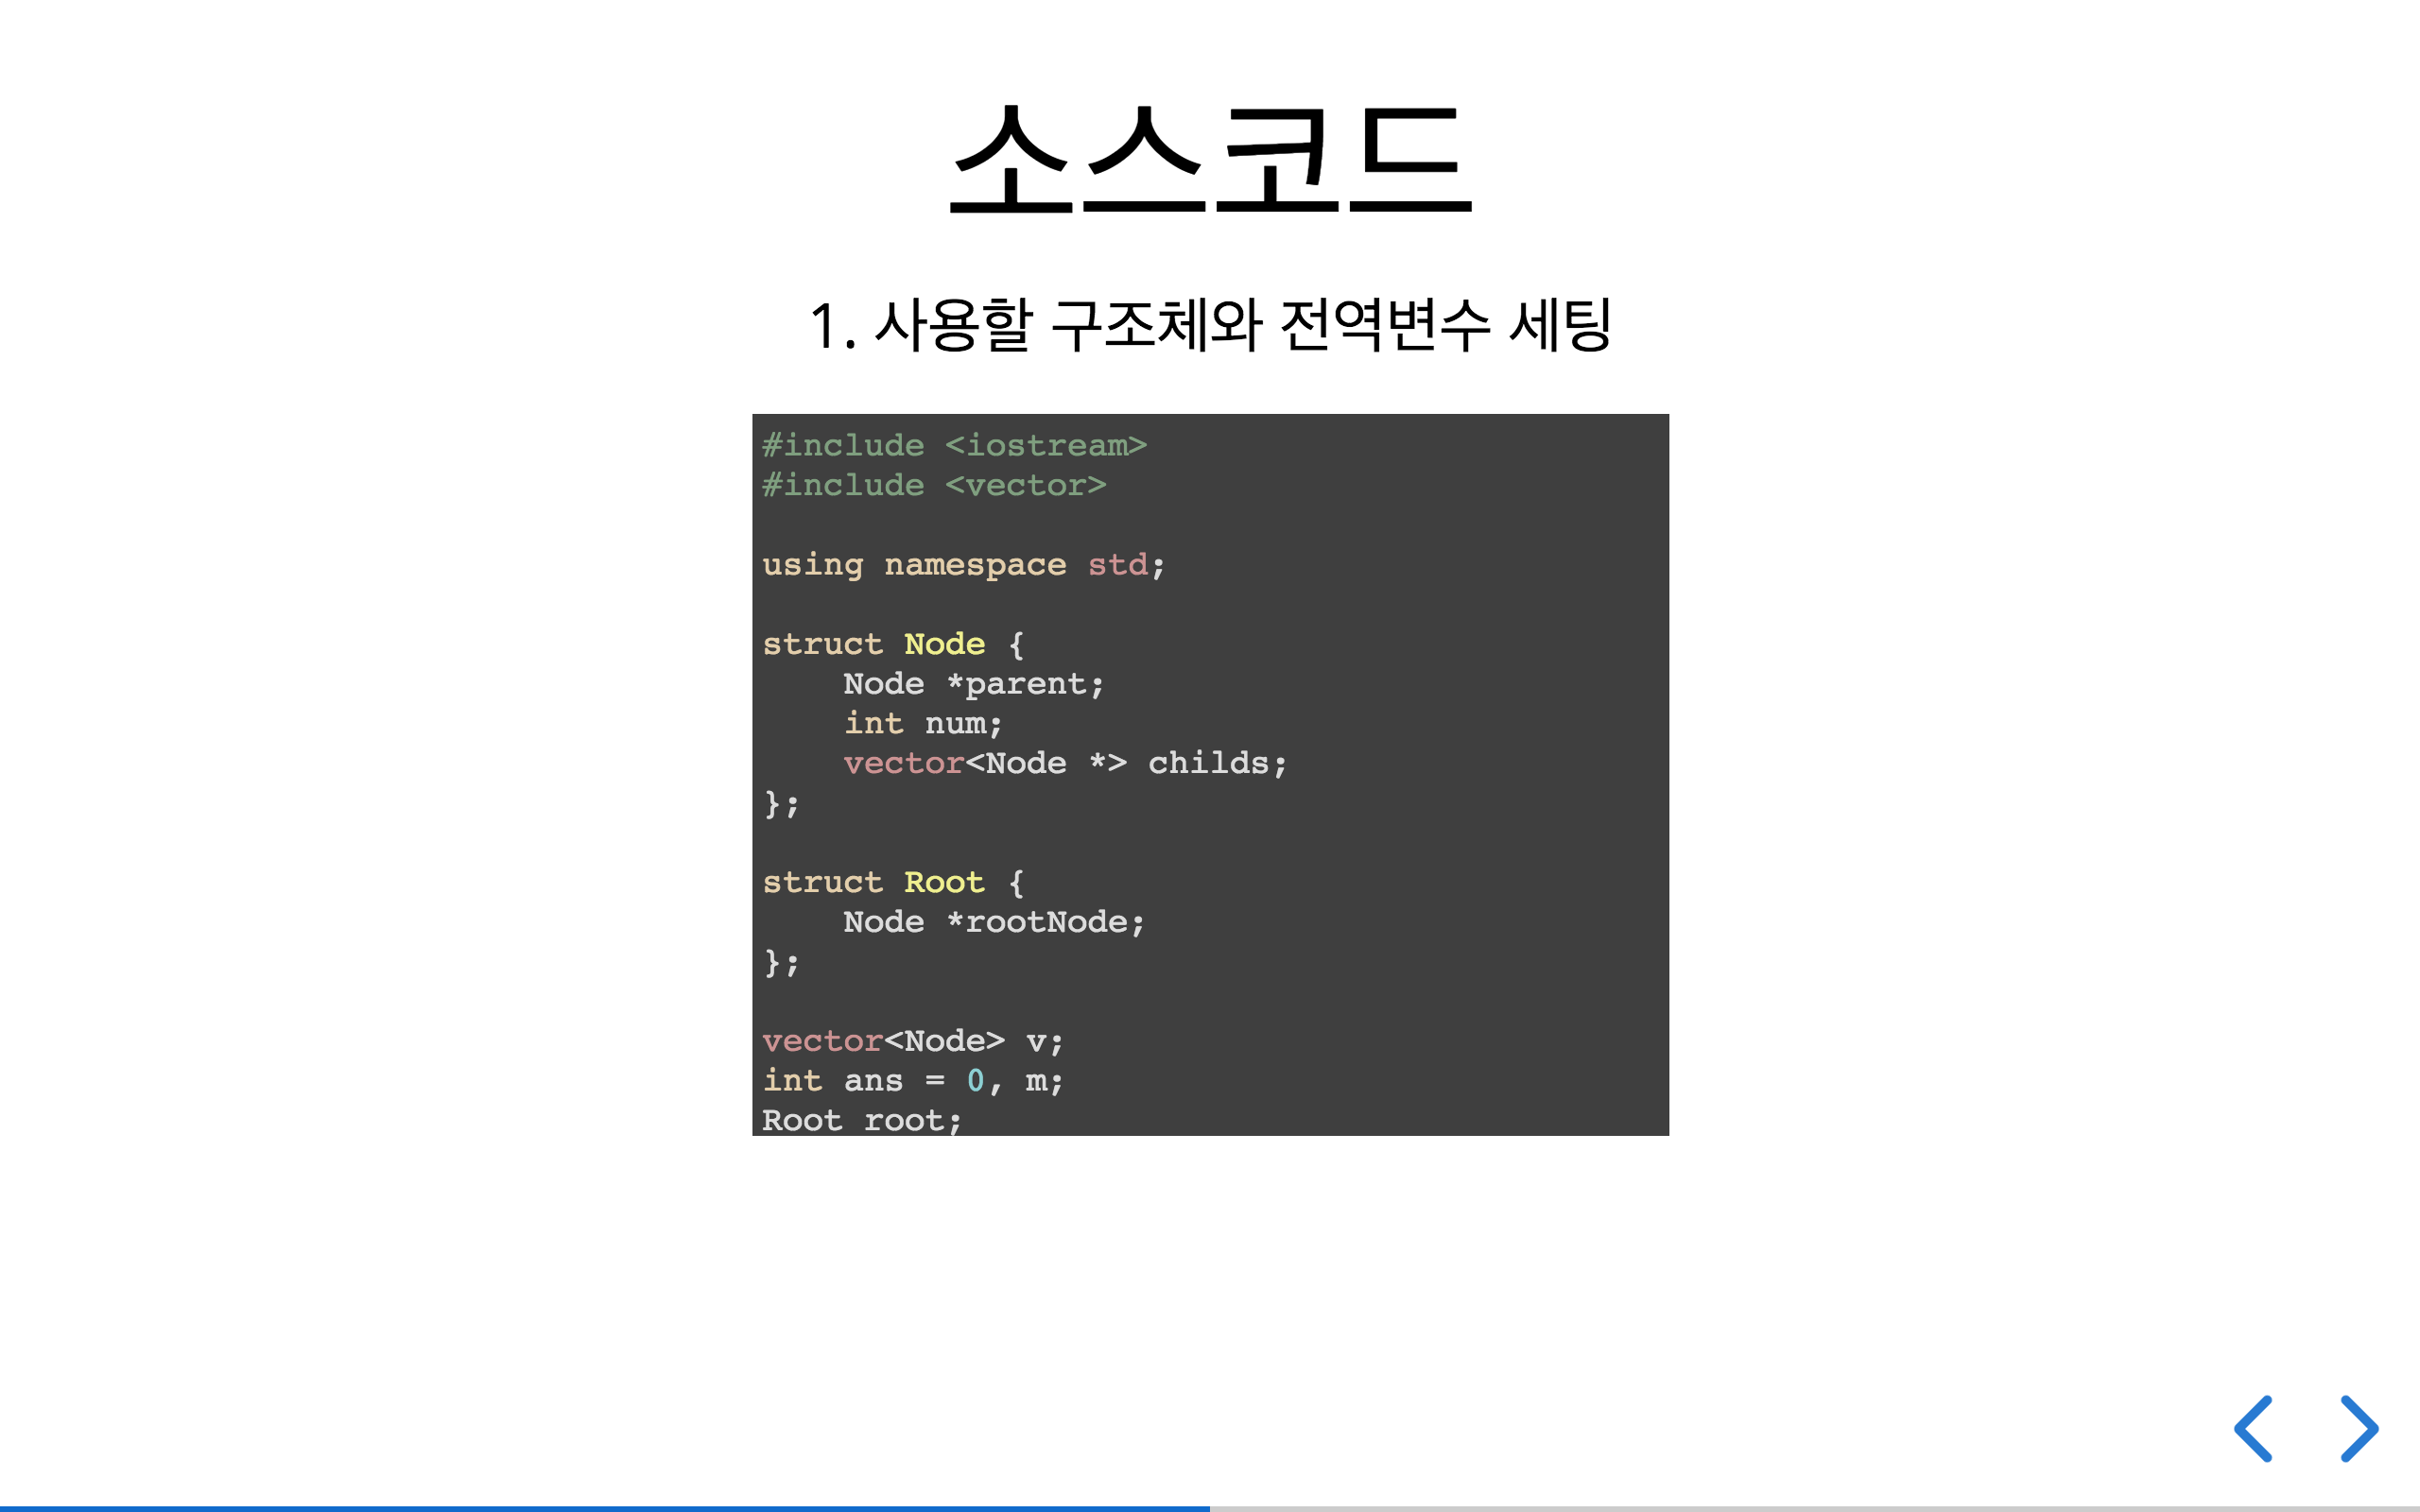 소스코드
1. 사용할 구조체와 전역변수 세팅
#include <iostream>
#include <vector>
using namespace std;
struct Node {
    Node *parent;
    int num;
    vector<Node *> childs;
};
struct Root {
    Node *rootNode;
};
vector<Node> v;
int ans = 0, m;
Root root;